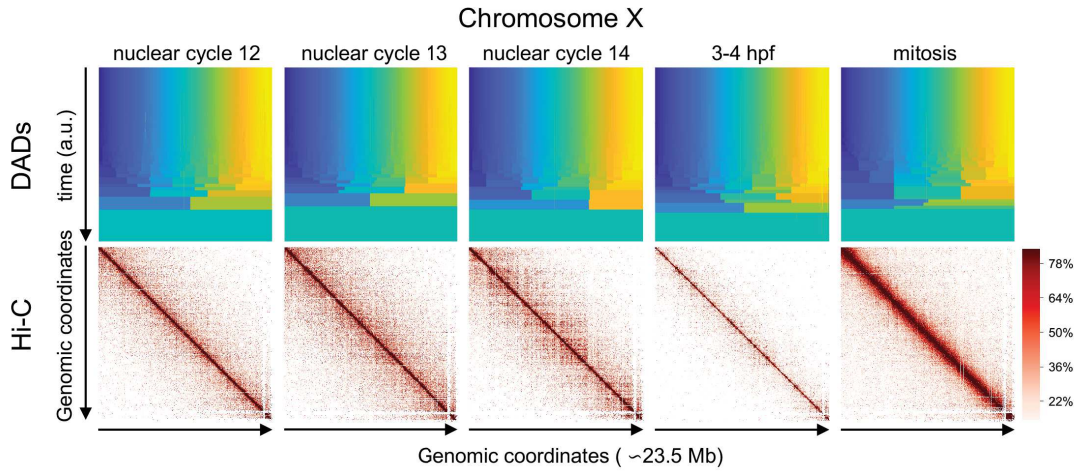 Chromosome X
nuclear cycle 12
nuclear cycle 13
nuclear cycle 14
3-4 hpf
mitosis
DADs
time (a.u.)
Hi-C
Genomic coordinates
78%
64%
50%
36%
22%
Genomic coordinates ( ∽23.5 Mb)